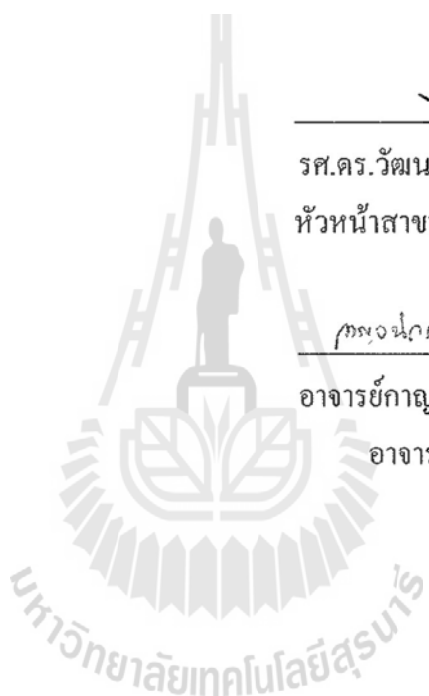 รศ.ดร.วัฒน
หัวหน้าสาข
อาจารย์กาญ
อาจาร
มหาวิทยาลัยเทคโนโลยีสุรนารี